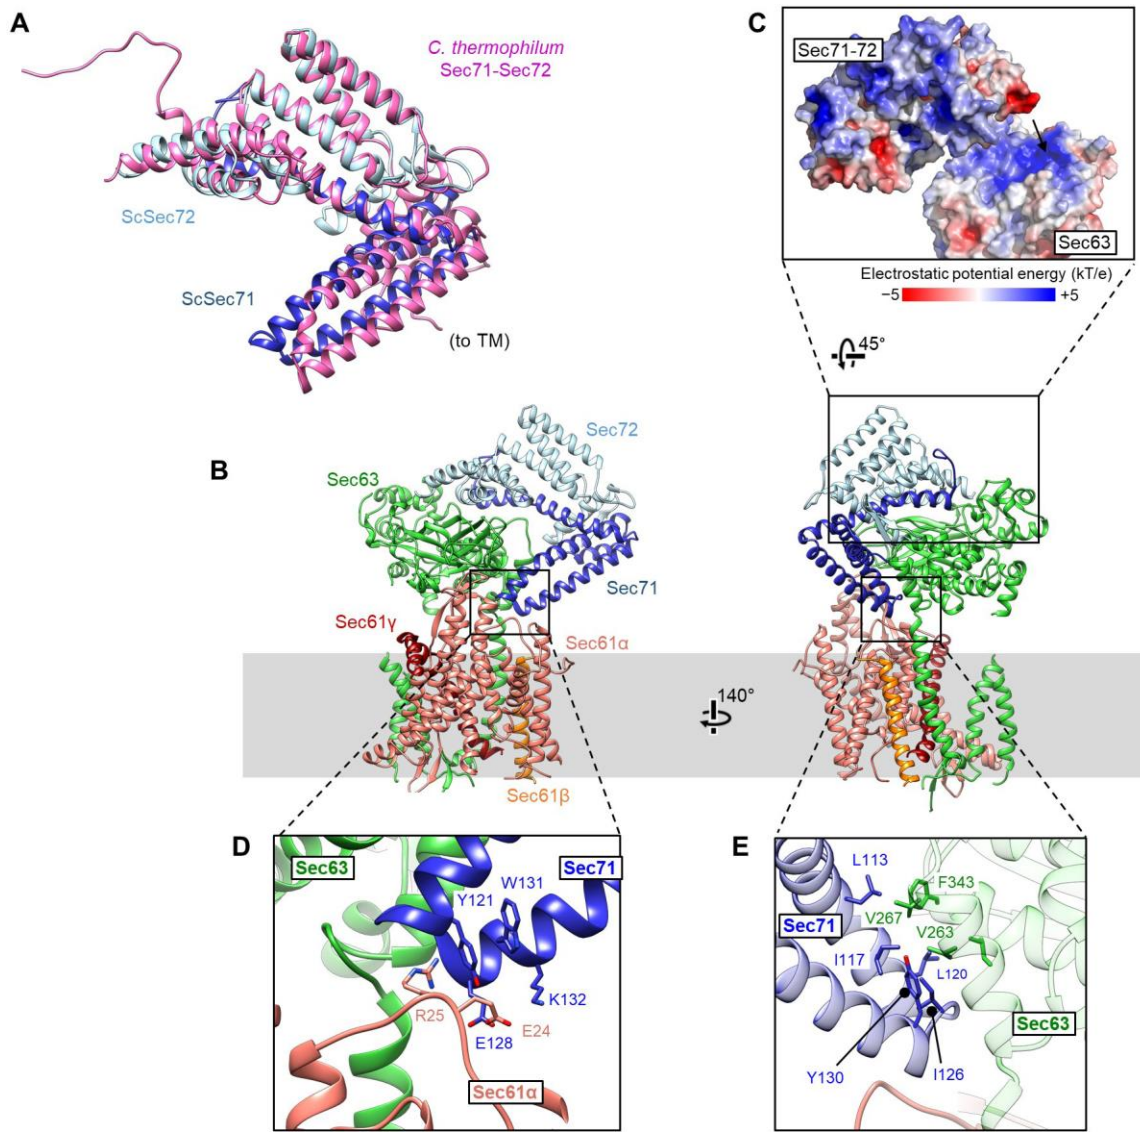 A
C. thermophilum
Sec71-Sec72
ScSec72
ScSec71
(to TM)
C
Sec71-72
Sec63
Electrostatic potential energy (kT/e)
−5
+5
45°
B
Sec72
Sec63
Sec71
Sec61γ
Sec61α
Sec61β
140°
D
Sec63
Sec71
W131
Y121
K132
R25
E24
E128
Sec61α
E
L113
F343
Sec71
V267
V263
I117
L120
Sec63
Y130
I126